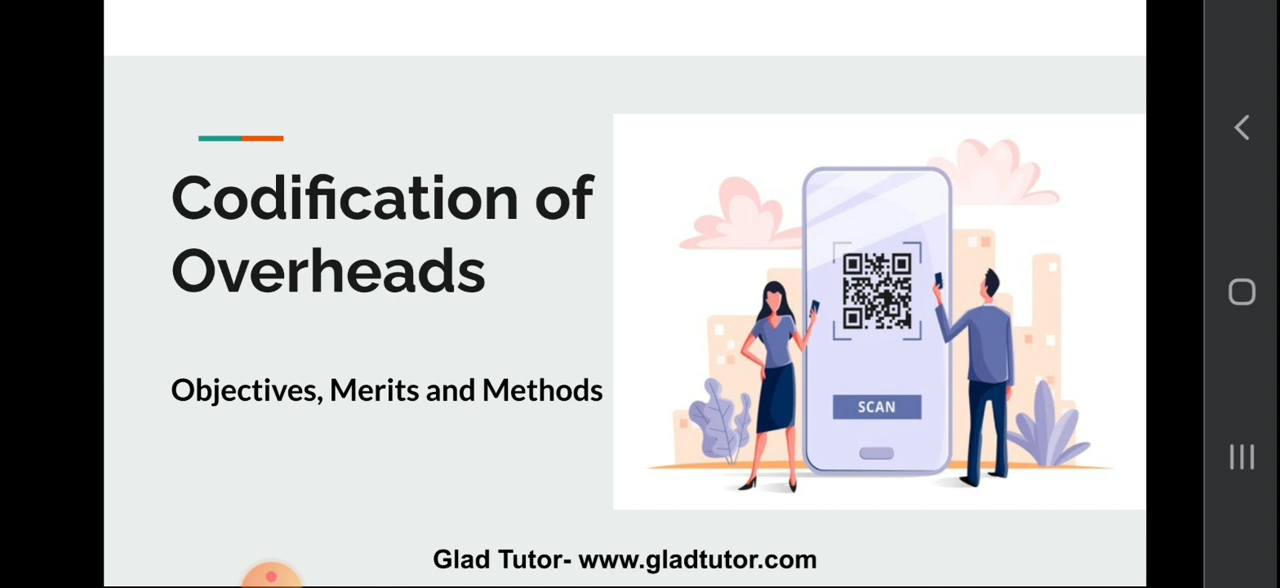 Codification of
Overheads
Objectives, Merits and Methods
SCAN
Glad Tutor- www.gladtutor.com